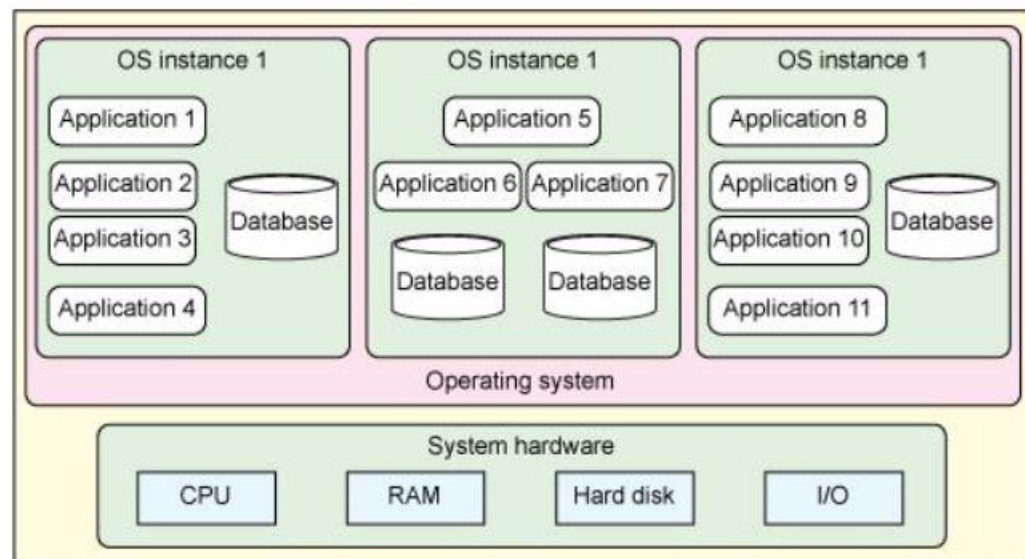 OS instance 1
Application 1
Application 2
Application 3
Application 4
Database
OS instance 1
Application 5
Application 6
Application 7
Database
Database
OS instance 1
Application 8
Application 9
Application 10
Application 11
Database
Operating system
System hardware
CPU
RAM
Hard disk
I/O